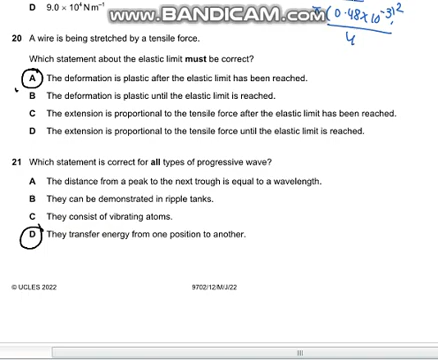 D 9.0 × 10⁴ N m⁻¹
WWW.BANDICAM.COM
(0.48×10⁻³)²
4
20 A wire is being stretched by a tensile force.
Which statement about the elastic limit must be correct?
A The deformation is plastic after the elastic limit has been reached.
B The deformation is plastic until the elastic limit is reached.
C The extension is proportional to the tensile force after the elastic limit has been reached.
D The extension is proportional to the tensile force until the elastic limit is reached.
21 Which statement is correct for all types of progressive wave?
A The distance from a peak to the next trough is equal to a wavelength.
B They can be demonstrated in ripple tanks.
C They consist of vibrating atoms.
D They transfer energy from one position to another.
© UCLES 2022 9702/12/M/J/22